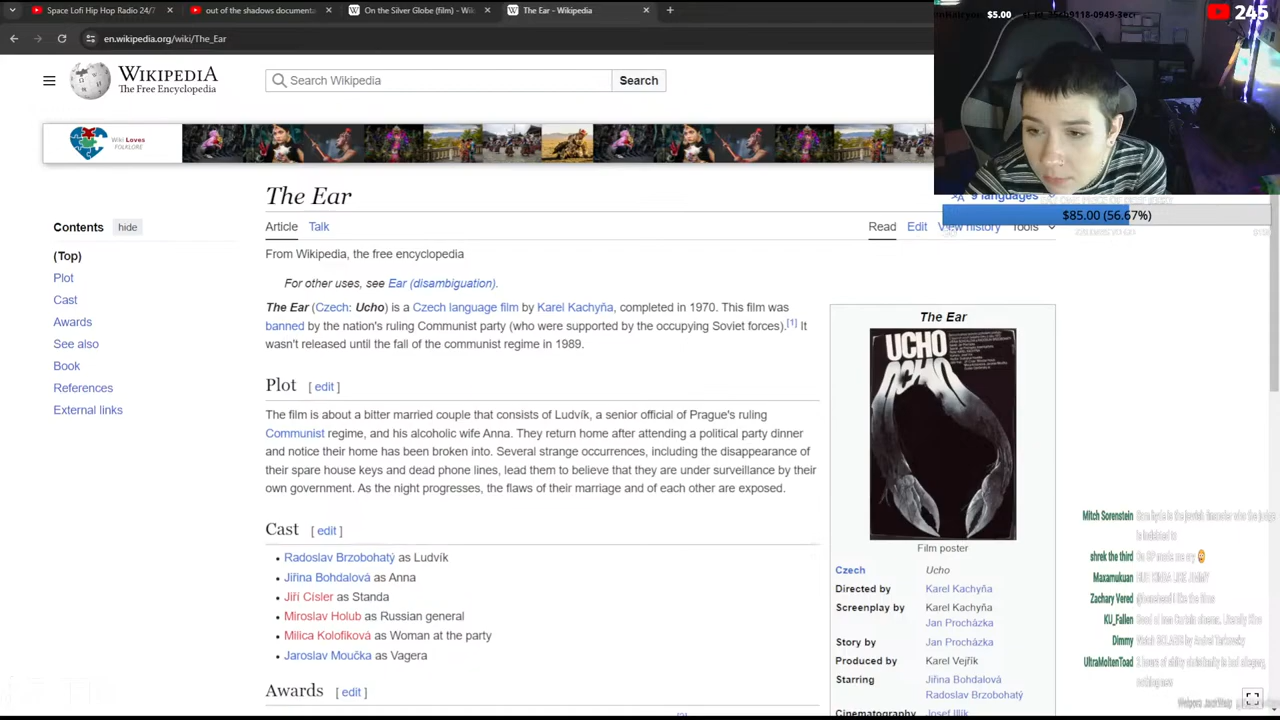 Space Lofi Hip Hop Radio 24/7
out of the shadows documenta
On the Silver Globe (film) - Wik
The Ear - Wikipedia
en.wikipedia.org/wiki/The_Ear
$5.00
245
WIKIPEDIA
The Free Encyclopedia
Search Wikipedia
Search
Wiki Loves
FOLKLORE
The Ear
9 languages
$85.00 (56.67%)
Contents hide
(Top)
Plot
Cast
Awards
See also
Book
References
External links
Article Talk
Read Edit View history Tools
From Wikipedia, the free encyclopedia
For other uses, see Ear (disambiguation).
The Ear (Czech: Ucho) is a Czech language film by Karel Kachyňa, completed in 1970. This film was
banned by the nation's ruling Communist party (who were supported by the occupying Soviet forces).[1] It
wasn't released until the fall of the communist regime in 1989.
Plot [ edit ]
The film is about a bitter married couple that consists of Ludvík, a senior official of Prague's ruling
Communist regime, and his alcoholic wife Anna. They return home after attending a political party dinner
and notice their home has been broken into. Several strange occurrences, including the disappearance of
their spare house keys and dead phone lines, lead them to believe that they are under surveillance by their
own government. As the night progresses, the flaws of their marriage and of each other are exposed.
Cast [ edit ]
Radoslav Brzobohatý as Ludvík
Jiřina Bohdalová as Anna
Jiří Císler as Standa
Miroslav Holub as Russian general
Milica Kolofíková as Woman at the party
Jaroslav Moučka as Vagera
Awards [ edit ]
The Ear
UCHO
Film poster
Czech Ucho
Directed by Karel Kachyňa
Screenplay by Karel Kachyňa
Jan Procházka
Story by Jan Procházka
Produced by Karel Vejřík
Starring Jiřina Bohdalová
Radoslav Brzobohatý
Cinematography Josef Illík
Mitch Sorenstein
shrek the third
Maxamukuan
Zachary Vered
KU_Fallen
Dimmy
UltraMoltenToad